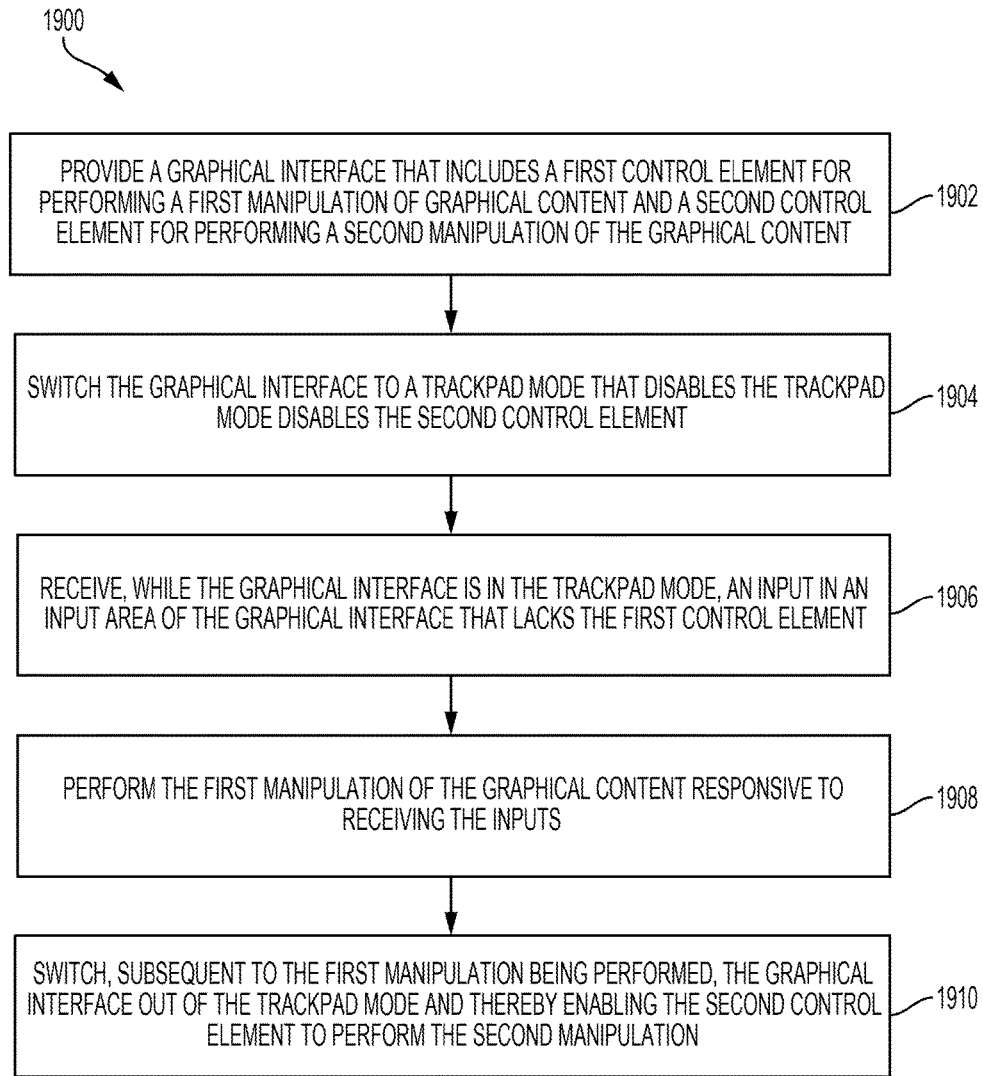 1900
PROVIDE A GRAPHICAL INTERFACE THAT INCLUDES A FIRST CONTROL ELEMENT FOR
PERFORMING A FIRST MANIPULATION OF GRAPHICAL CONTENT AND A SECOND CONTROL
ELEMENT FOR PERFORMING A SECOND MANIPULATION OF THE GRAPHICAL CONTENT
1902
SWITCH THE GRAPHICAL INTERFACE TO A TRACKPAD MODE THAT DISABLES THE TRACKPAD
MODE DISABLES THE SECOND CONTROL ELEMENT
1904
RECEIVE, WHILE THE GRAPHICAL INTERFACE IS IN THE TRACKPAD MODE, AN INPUT IN AN
INPUT AREA OF THE GRAPHICAL INTERFACE THAT LACKS THE FIRST CONTROL ELEMENT
1906
PERFORM THE FIRST MANIPULATION OF THE GRAPHICAL CONTENT RESPONSIVE TO
RECEIVING THE INPUTS
1908
SWITCH, SUBSEQUENT TO THE FIRST MANIPULATION BEING PERFORMED, THE GRAPHICAL
INTERFACE OUT OF THE TRACKPAD MODE AND THEREBY ENABLING THE SECOND CONTROL
ELEMENT TO PERFORM THE SECOND MANIPULATION
1910